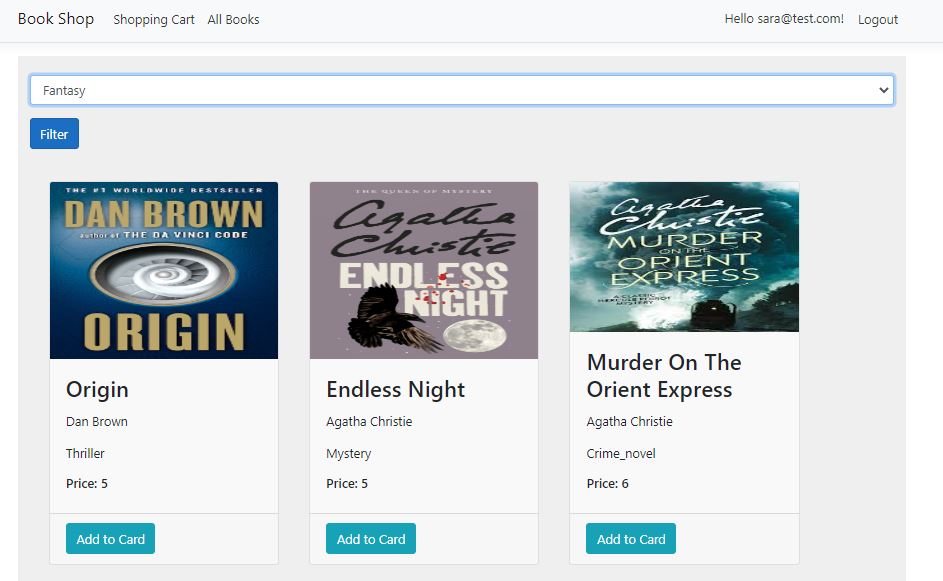 Book Shop Shopping Cart All Books Hello sara@test.com! Logout
Fantasy
Filter
THE #1 WORLDWIDE BESTSELLER
DAN BROWN
author of THE DA VINCI CODE
ORIGIN
Origin
Dan Brown
Thriller
Price: 5
Add to Card
THE QUEEN OF MYSTERY
Agatha
Christie
ENDLESS
NIGHT
Endless Night
Agatha Christie
Mystery
Price: 5
Add to Card
Agatha
Christie
MURDER
ON THE
ORIENT
EXPRESS
A CLASSIC
HERCULE POIROT
MYSTERY
Murder On The
Orient Express
Agatha Christie
Crime_novel
Price: 6
Add to Card